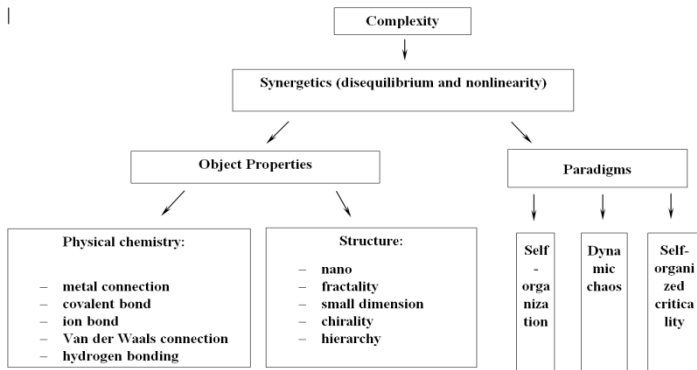 Complexity
Synergetics (disequilibrium and nonlinearity)
Object Properties
Paradigms
Physical chemistry:
– metal connection
– covalent bond
– ion bond
– Van der Waals connection
– hydrogen bonding
Structure:
– nano
– fractality
– small dimension
– chirality
– hierarchy
Self
-
orga
niza
tion
Dyna
mic
chaos
Self-
organi
zed
critica
lity